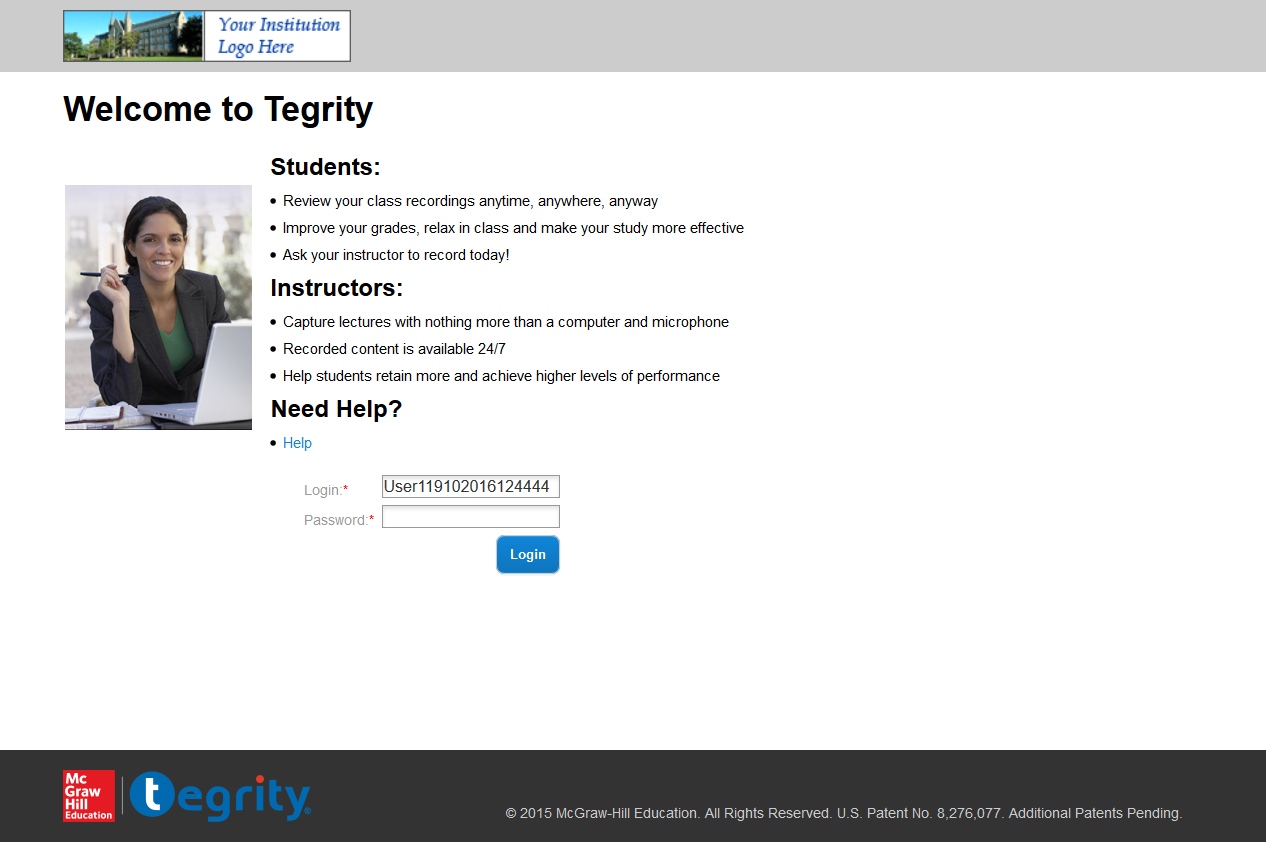 Your Institution
Logo Here
Welcome to Tegrity
Students:
• Review your class recordings anytime, anywhere, anyway
• Improve your grades, relax in class and make your study more effective
• Ask your instructor to record today!
Instructors:
• Capture lectures with nothing more than a computer and microphone
• Recorded content is available 24/7
• Help students retain more and achieve higher levels of performance
Need Help?
• Help
Login:* User119102016124444
Password:*
Login
Mc
Graw
Hill
Education
tegrity®
© 2015 McGraw-Hill Education. All Rights Reserved. U.S. Patent No. 8,276,077. Additional Patents Pending.